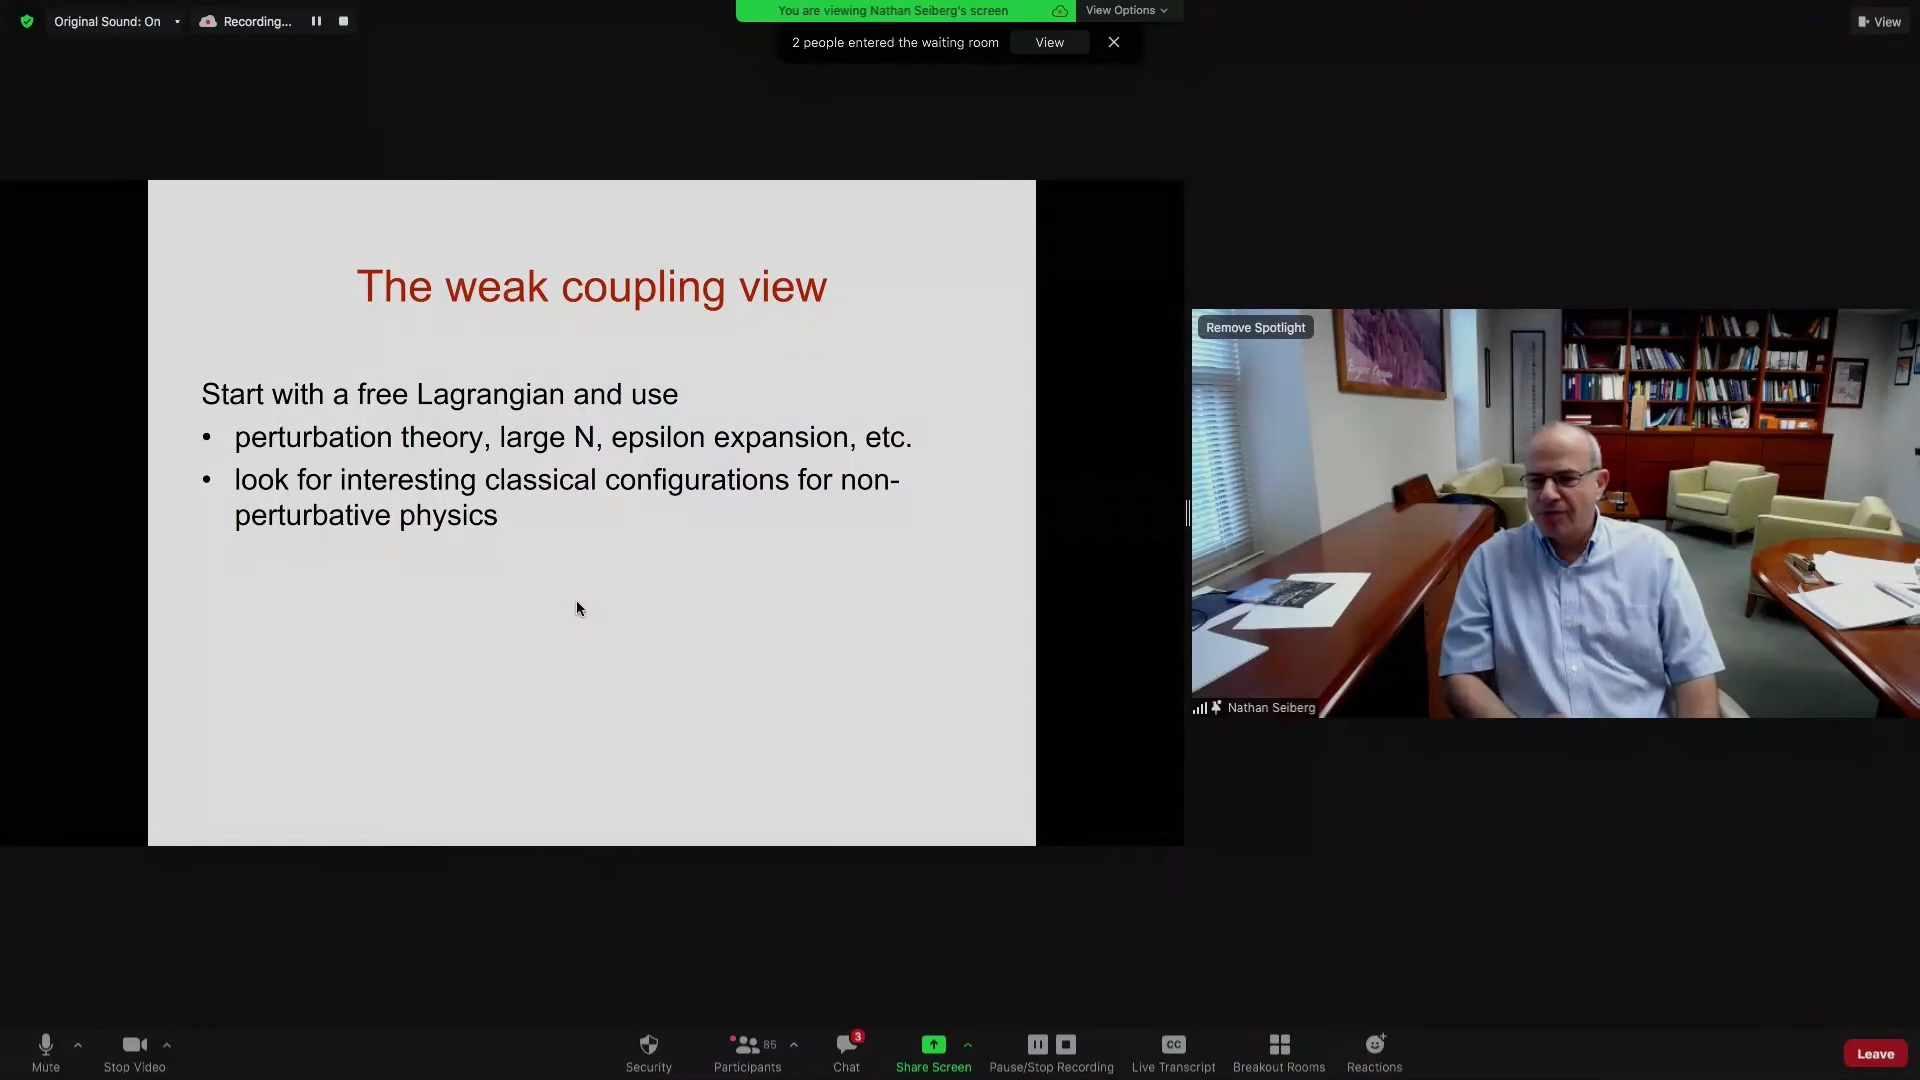 Original Sound: On
Recording...
You are viewing Nathan Seiberg's screen
View Options
2 people entered the waiting room
View
View
The weak coupling view
Start with a free Lagrangian and use
• perturbation theory, large N, epsilon expansion, etc.
• look for interesting classical configurations for non-
perturbative physics
Remove Spotlight
Nathan Seiberg
Mute
Stop Video
Security
85
Participants
3
Chat
Share Screen
Pause/Stop Recording
CC
Live Transcript
Breakout Rooms
Reactions
Leave